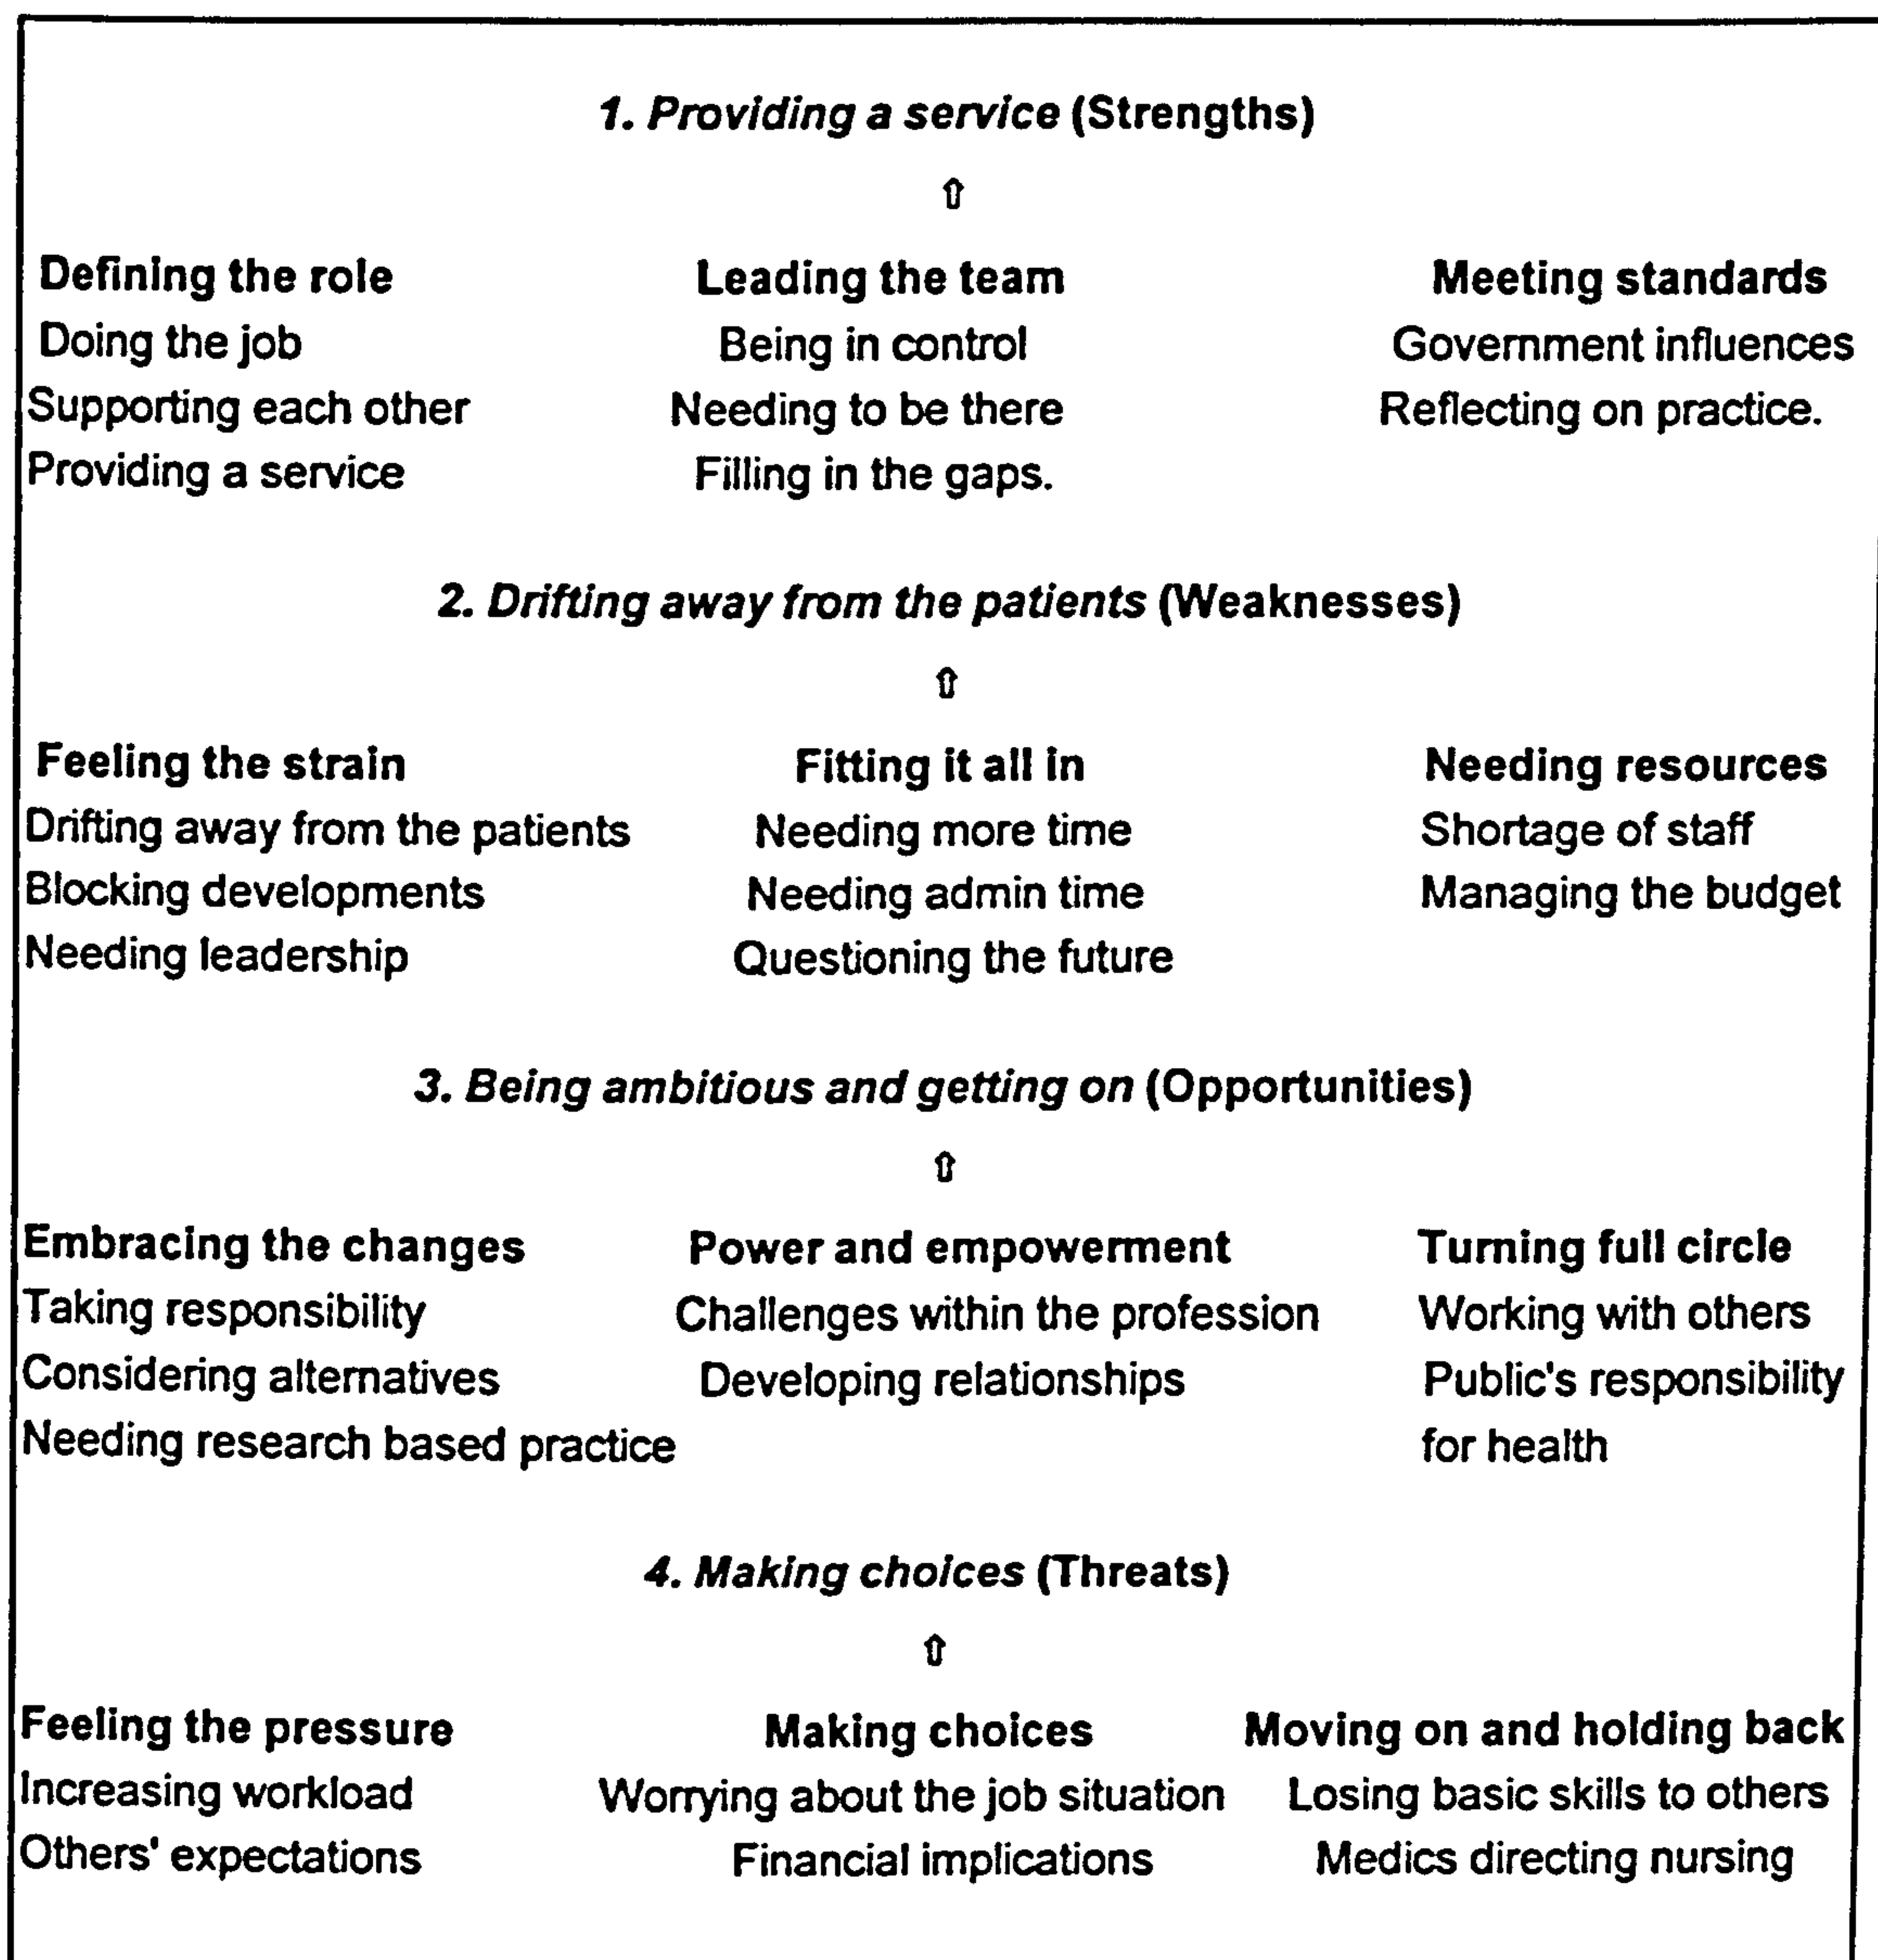 1. Providing a service (Strengths)
⇧
Defining the role Leading the team Meeting standards
Doing the job Being in control Government influences
Supporting each other Needing to be there Reflecting on practice.
Providing a service Filling in the gaps.
2. Drifting away from the patients (Weaknesses)
⇧
Feeling the strain Fitting it all in Needing resources
Drifting away from the patients Needing more time Shortage of staff
Blocking developments Needing admin time Managing the budget
Needing leadership Questioning the future
3. Being ambitious and getting on (Opportunities)
⇧
Embracing the changes Power and empowerment Turning full circle
Taking responsibility Challenges within the profession Working with others
Considering alternatives Developing relationships Public's responsibility
Needing research based practice for health
4. Making choices (Threats)
⇧
Feeling the pressure Making choices Moving on and holding back
Increasing workload Worrying about the job situation Losing basic skills to others
Others' expectations Financial implications Medics directing nursing